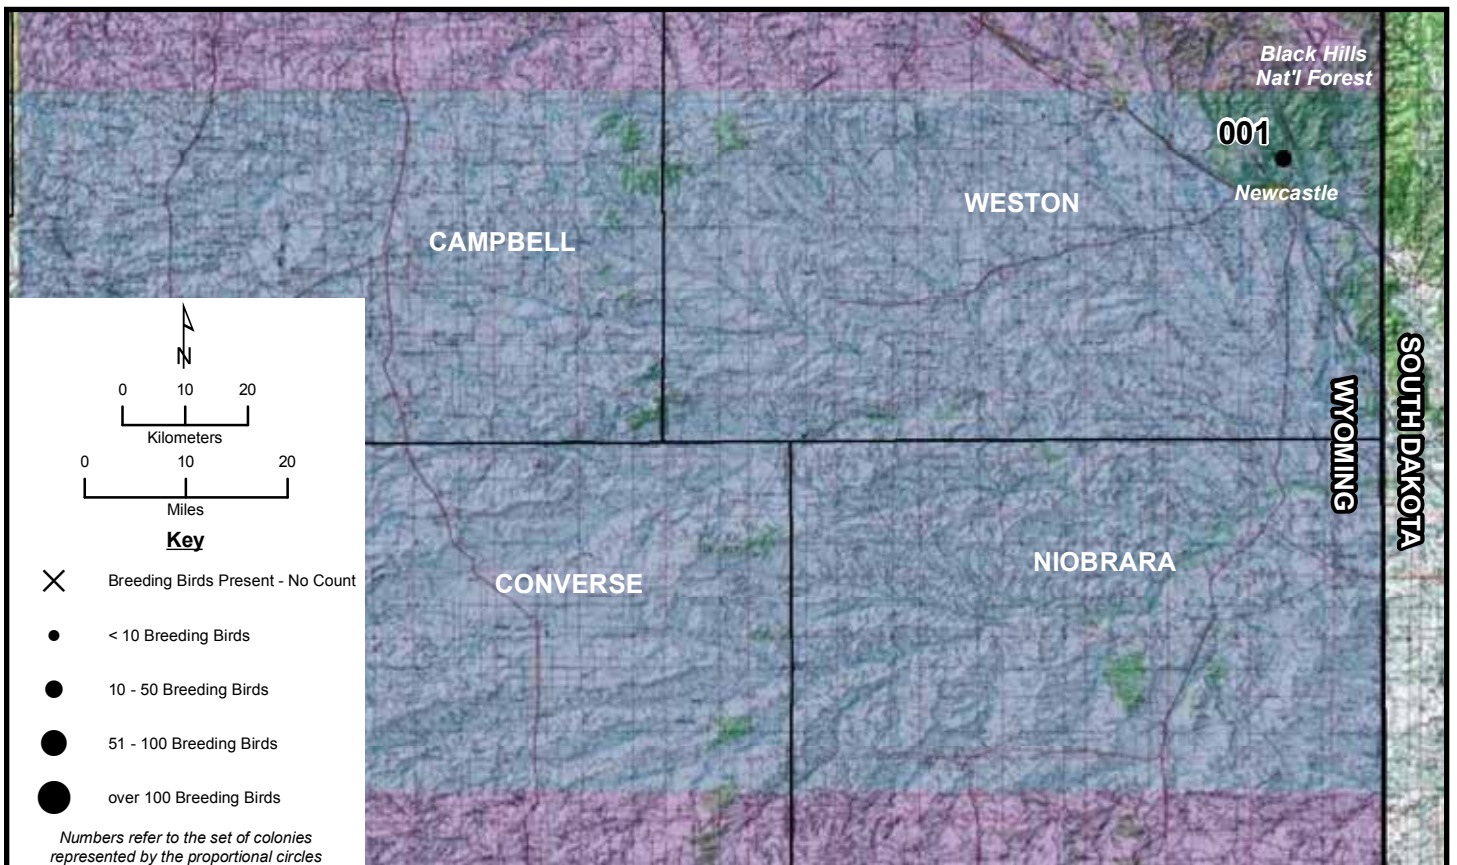 Black Hills
Nat'l Forest
001
Newcastle
WESTON
CAMPBELL
WYOMING
SOUTH DAKOTA
NIOBRARA
CONVERSE
N
0 10 20
Kilometers
0 10 20
Miles
Key
Breeding Birds Present - No Count
< 10 Breeding Birds
10 - 50 Breeding Birds
51 - 100 Breeding Birds
over 100 Breeding Birds
Numbers refer to the set of colonies
represented by the proportional circles